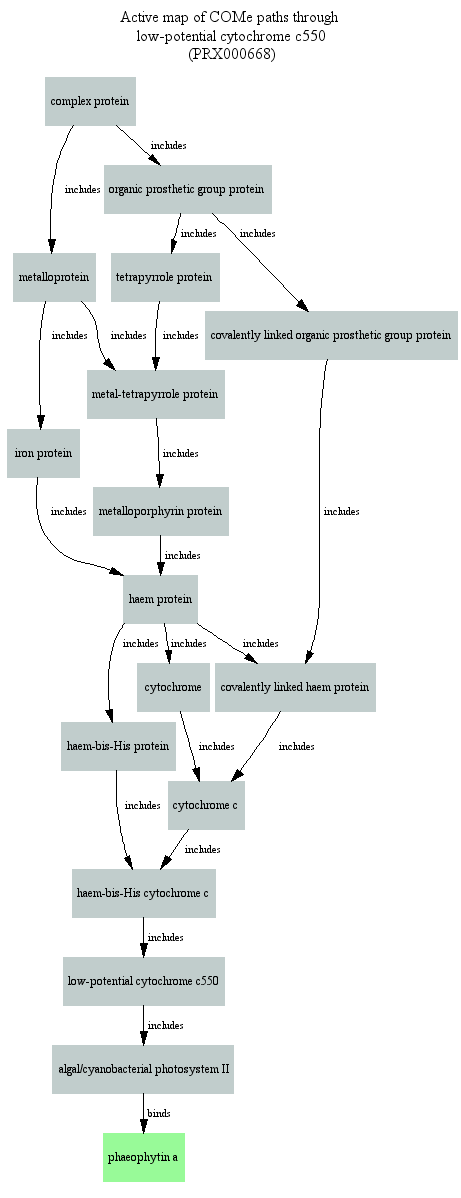 Active map of COMe paths through
low-potential cytochrome c550
(PRX000668)
complex protein
includes
includes
organic prosthetic group protein
includes
includes
metalloprotein
tetrapyrrole protein
covalently linked organic prosthetic group protein
includes
includes
includes
metal-tetrapyrrole protein
iron protein
includes
metalloporphyrin protein
includes
includes
includes
haem protein
includes
includes
includes
cytochrome
covalently linked haem protein
haem-bis-His protein
includes
includes
cytochrome c
includes
includes
haem-bis-His cytochrome c
includes
low-potential cytochrome c550
includes
algal/cyanobacterial photosystem II
binds
phaeophytin a